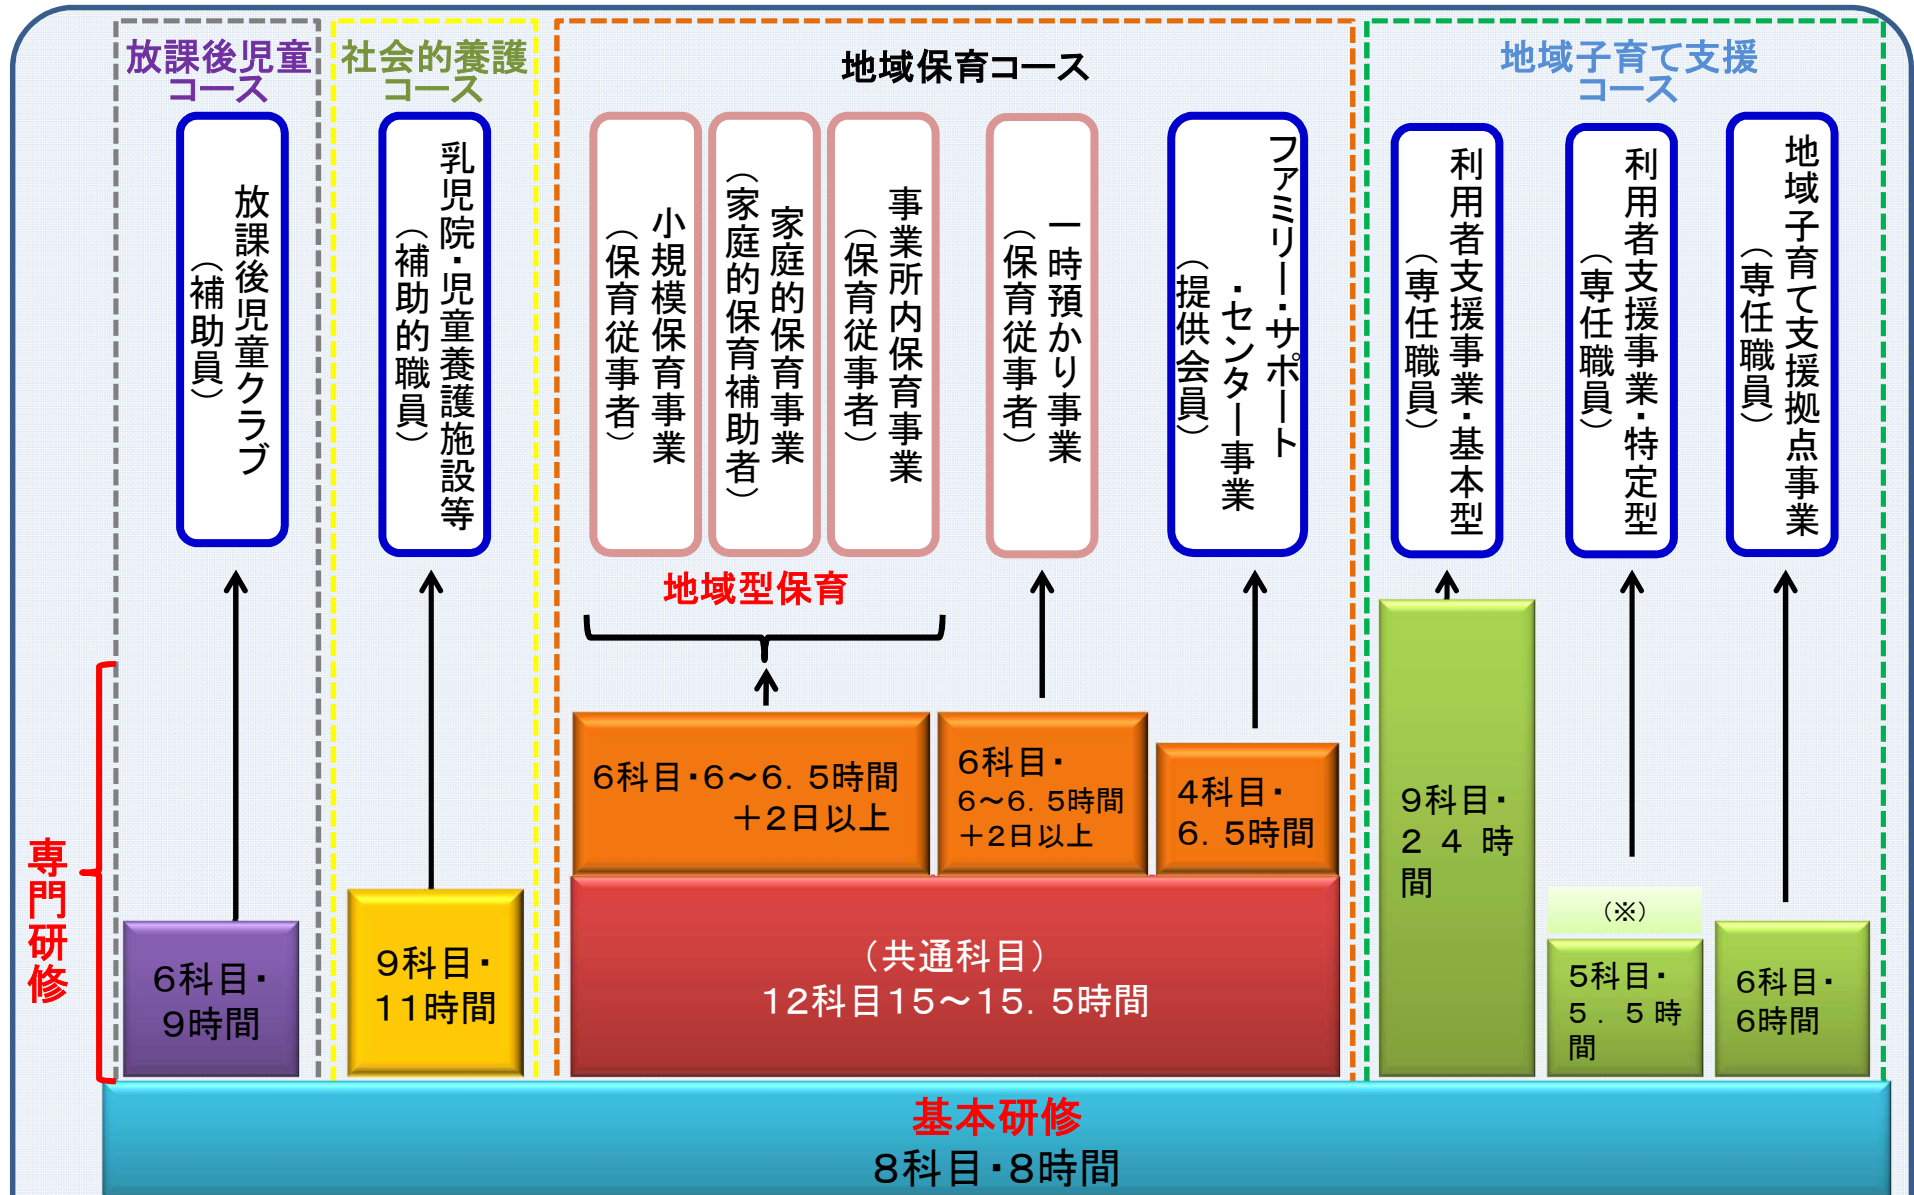 放課後児童
コース
社会的養護
コース
地域保育コース
地域子育て支援
コース
放課後児童クラブ
（補助員）
乳児院・児童養護施設等
（補助的職員）
小規模保育事業
（保育従事者）
家庭的保育事業
（家庭的保育補助者）
事業所内保育事業
（保育従事者）
一時預かり事業
（保育従事者）
ファミリー・サポート
・センター事業
（提供会員）
利用者支援事業・基本型
（専任職員）
利用者支援事業・特定型
（専任職員）
地域子育て支援拠点事業
（専任職員）
地域型保育
専門研修
6科目・
9時間
9科目・
11時間
6科目・6～6．5時間
＋2日以上
6科目・
6～6．5時間
＋2日以上
4科目・
6．5時間
（共通科目）
12科目15～15．5時間
9科目・
２４時
間
（※）
5科目・
５．５時
間
6科目・
6時間
基本研修
8科目・8時間